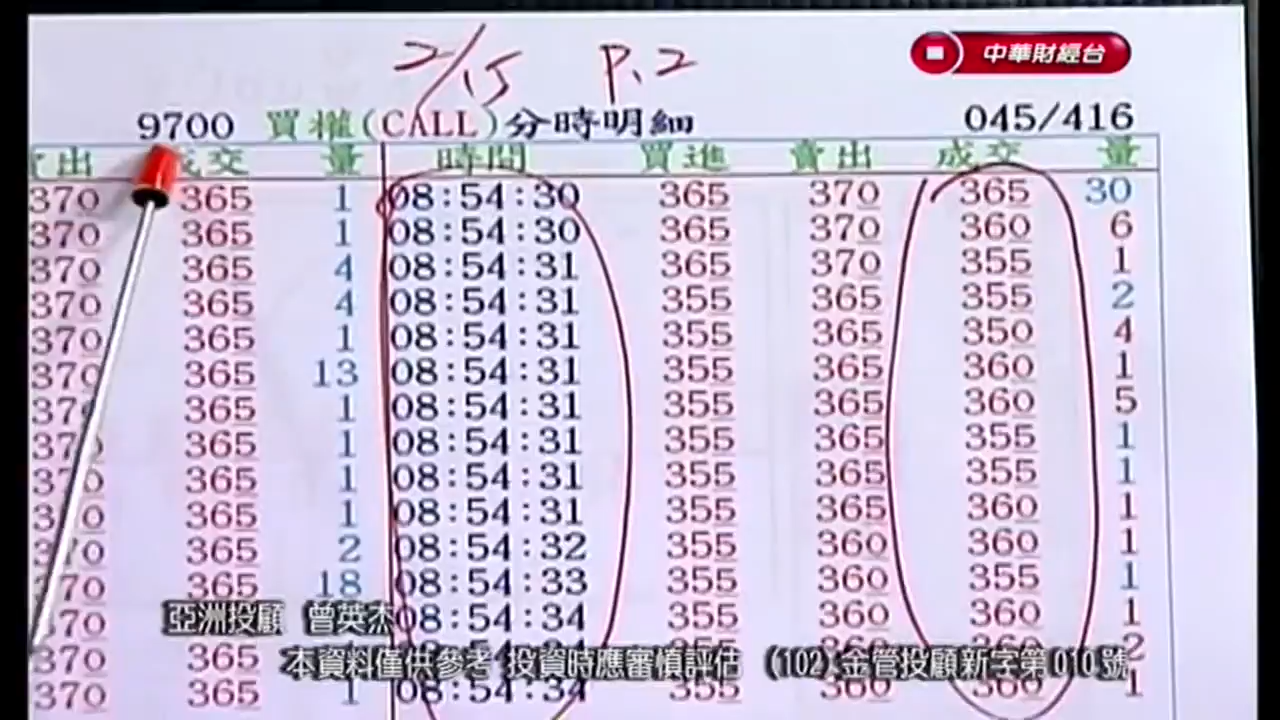 2/15 P.2
中華財經台
9700 買權(CALL)分時明細 045/416
賣出 成交 量 時間 買進 賣出 成交 量
370 365 1 08:54:30 365 370 365 30
370 365 1 08:54:30 365 370 360 6
370 365 4 08:54:31 365 370 355 1
370 365 4 08:54:31 355 365 355 2
370 365 1 08:54:31 355 365 350 4
370 365 13 08:54:31 355 365 360 1
370 365 1 08:54:31 355 365 360 5
370 365 1 08:54:31 355 365 355 1
370 365 1 08:54:31 355 365 355 1
370 365 1 08:54:31 355 365 360 1
370 365 2 08:54:32 355 360 360 1
370 365 18 08:54:33 355 360 355 1
370 08:54:34 355 360 360 1
亞洲投顧 曾英杰
370 365 2
本資料僅供參考 投資時應審慎評估 (102)金管投顧新字第010號
370 365 1 08:54:34 355 360 360 1